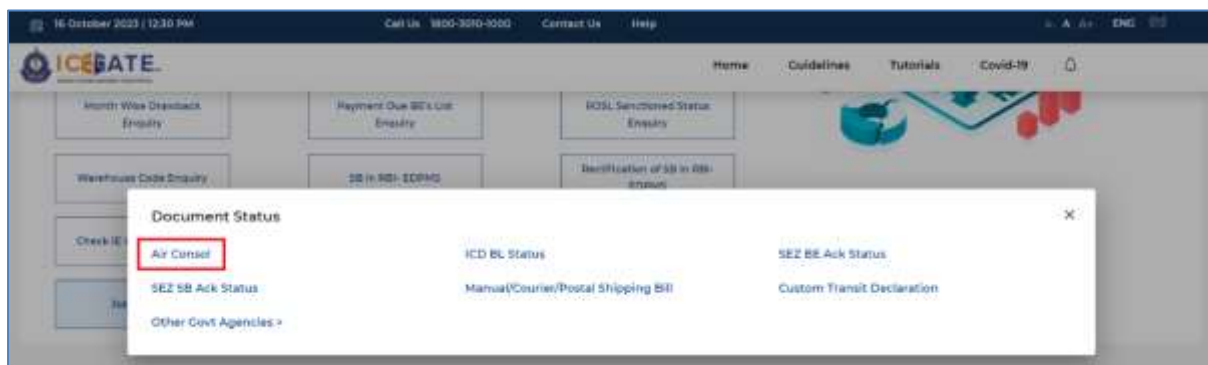 16 October 2023 | 12:30 PM
Call Us 1800-3010-1000
Contact Us
Help
A A+
ENG
ICEGATE
Home
Guidelines
Tutorials
Covid-19
Month Wise Drawback
Enquiry
Payment Due BE's List
Enquiry
ROSL Sanctioned Status
Enquiry
Warehouse Code Enquiry
SB in RBI- EDPMS
Rectification of SB in RBI-
EDPMS
Check IE
Document Status
×
Air Consol
ICD BL Status
SEZ BE Ack Status
SEZ SB Ack Status
Manual/Courier/Postal Shipping Bill
Custom Transit Declaration
Other Govt Agencies >